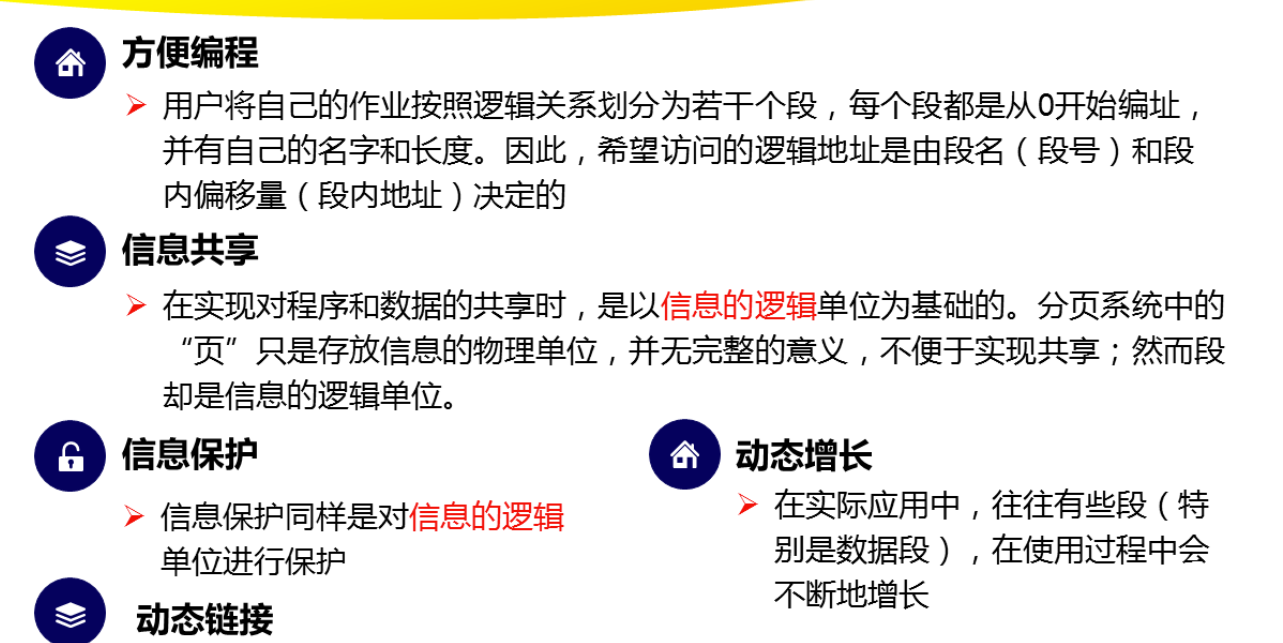 方便编程
用户将自己的作业按照逻辑关系划分为若干个段，每个段都是从0开始编址，
并有自己的名字和长度。因此，希望访问的逻辑地址是由段名（段号）和段
内偏移量（段内地址）决定的
信息共享
在实现对程序和数据的共享时，是以信息的逻辑单位为基础的。分页系统中的
“页”只是存放信息的物理单位，并无完整的意义，不便于实现共享；然而段
却是信息的逻辑单位。
信息保护
信息保护同样是对信息的逻辑
单位进行保护
动态增长
在实际应用中，往往有些段（特
别是数据段），在使用过程中会
不断地增长
动态链接